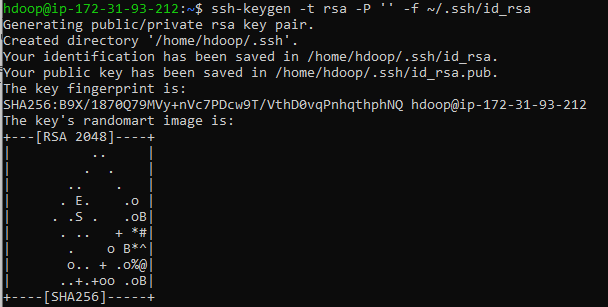 hdoop@ip-172-31-93-212:~$ ssh-keygen -t rsa -P '' -f ~/.ssh/id_rsa
Generating public/private rsa key pair.
Created directory '/home/hdoop/.ssh'.
Your identification has been saved in /home/hdoop/.ssh/id_rsa.
Your public key has been saved in /home/hdoop/.ssh/id_rsa.pub.
The key fingerprint is:
SHA256:B9X/1870Q79MVy+nVc7PDcw9T/VthD0vqPnhqthphNQ hdoop@ip-172-31-93-212
The key's randomart image is:
+---[RSA 2048]----+
|          ..     |
|         .  .    |
|       ..    .   |
|      . E.    .o |
|     . .S .   .oB|
|      . ..   + *#|
|       .    o B*^|
|       o.. + .o%@|
|      ..+.+oo .oB|
+----[SHA256]-----+